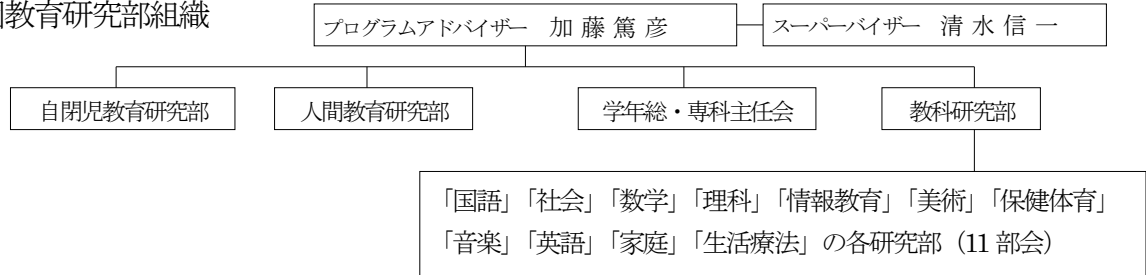 教育研究部組織
プログラムアドバイザー 加 藤 篤 彦
スーパーバイザー 清 水 信 一
自閉児教育研究部
人間教育研究部
学年総・専科主任会
教科研究部
「国語」「社会」「数学」「理科」「情報教育」「美術」「保健体育」
「音楽」「英語」「家庭」「生活療法」の各研究部（11 部会）